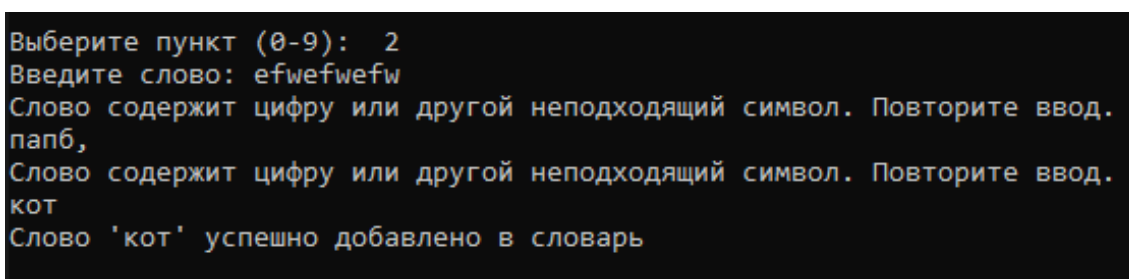 Выберите пункт (0-9):  2
Введите слово: efwefwefw
Слово содержит цифру или другой неподходящий символ. Повторите ввод.
папб,
Слово содержит цифру или другой неподходящий символ. Повторите ввод.
кот
Слово 'кот' успешно добавлено в словарь